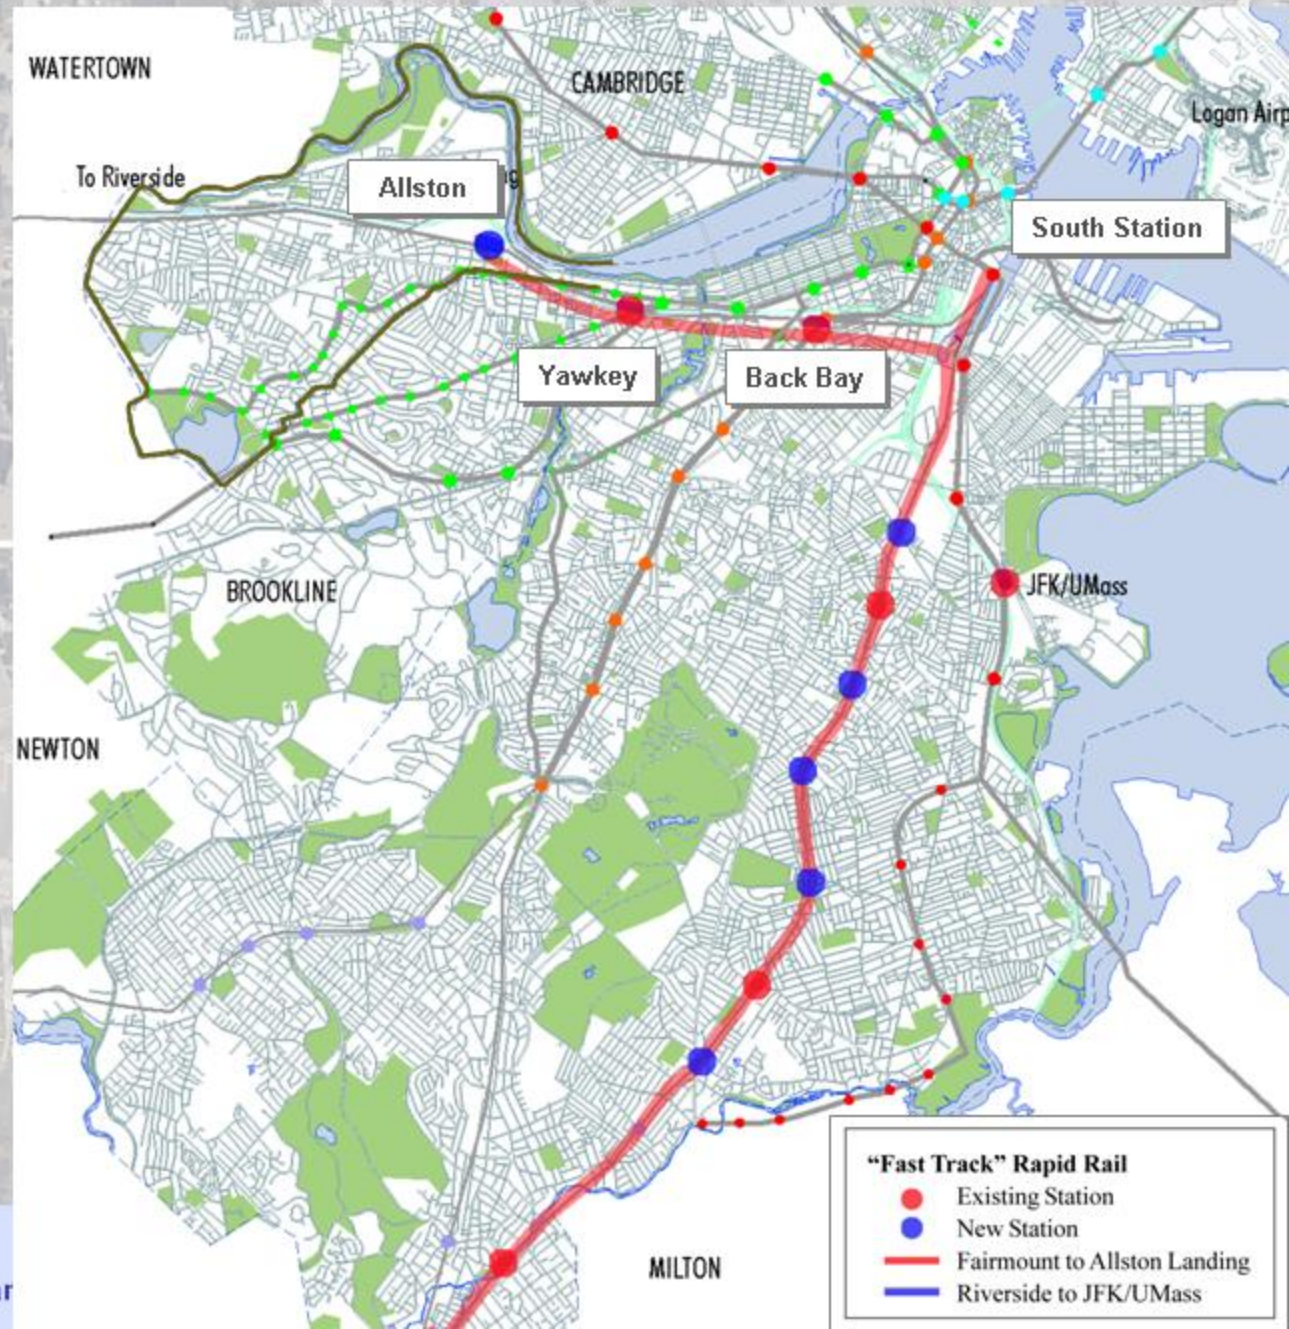 WATERTOWN
CAMBRIDGE
Logan Airp
To Riverside
Allston
South Station
Yawkey
Back Bay
BROOKLINE
JFK/UMass
NEWTON
MILTON
“Fast Track” Rapid Rail
Existing Station
New Station
Fairmount to Allston Landing
Riverside to JFK/UMass